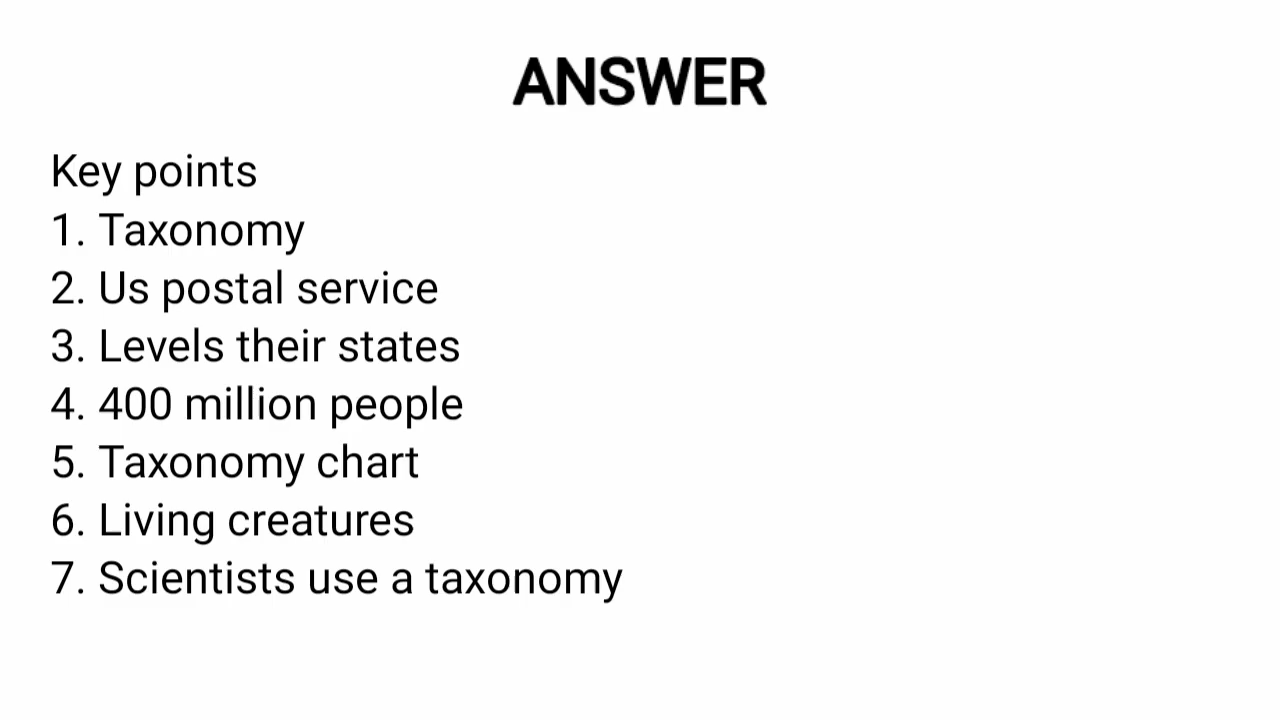 ANSWER
Key points
1. Taxonomy
2. Us postal service
3. Levels their states
4. 400 million people
5. Taxonomy chart
6. Living creatures
7. Scientists use a taxonomy